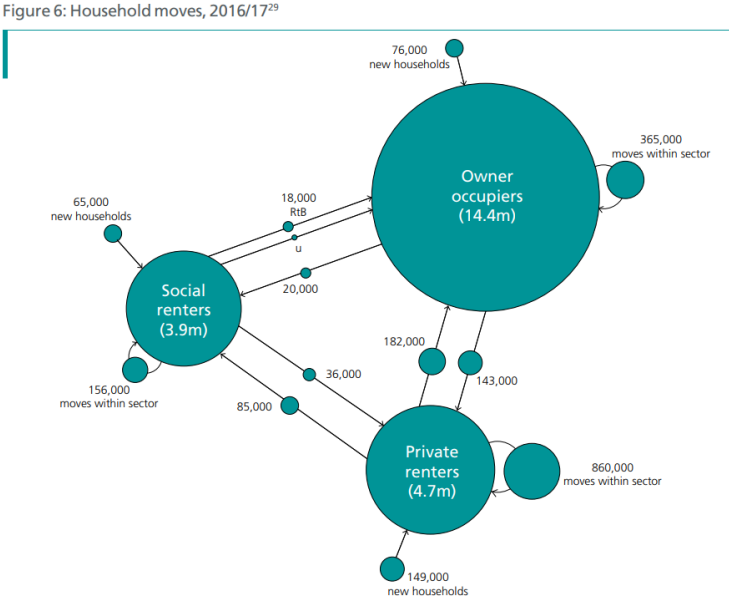 Figure 6: Household moves, 2016/17²⁹
76,000
new households
365,000
moves within sector
Owner
occupiers
(14.4m)
18,000
RtB
u
20,000
65,000
new households
Social
renters
(3.9m)
156,000
moves within sector
36,000
85,000
182,000
143,000
Private
renters
(4.7m)
860,000
moves within sector
149,000
new households